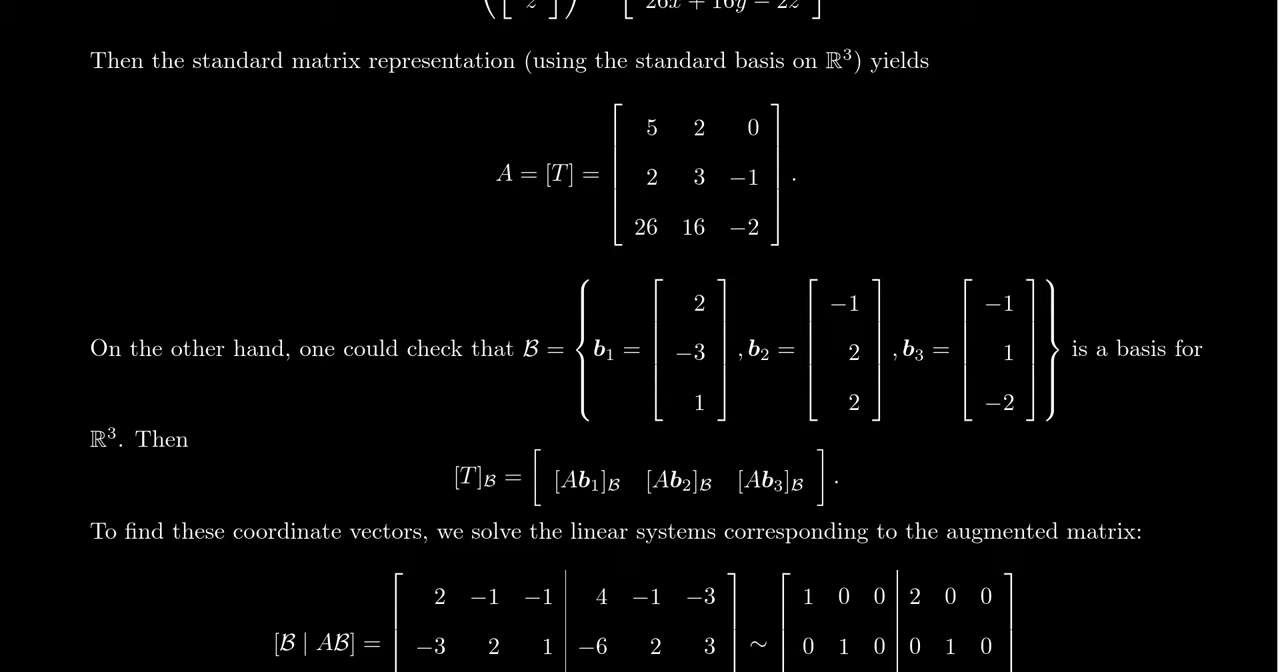 z 26x + 16y − 2z
Then the standard matrix representation (using the standard basis on ℝ³) yields
5 2 0
A = [T] = 2 3 −1 .
26 16 −2
2 −1 −1
On the other hand, one could check that ℬ = { 𝒃₁ = −3 , 𝒃₂ = 2 , 𝒃₃ = 1 } is a basis for
1 2 −2
ℝ³. Then
[T]ℬ = [ [A𝒃₁]ℬ [A𝒃₂]ℬ [A𝒃₃]ℬ ] .
To find these coordinate vectors, we solve the linear systems corresponding to the augmented matrix:
2 −1 −1 | 4 −1 −3 1 0 0 | 2 0 0
[ℬ | Aℬ] = −3 2 1 | −6 2 3 ∼ 0 1 0 | 0 1 0